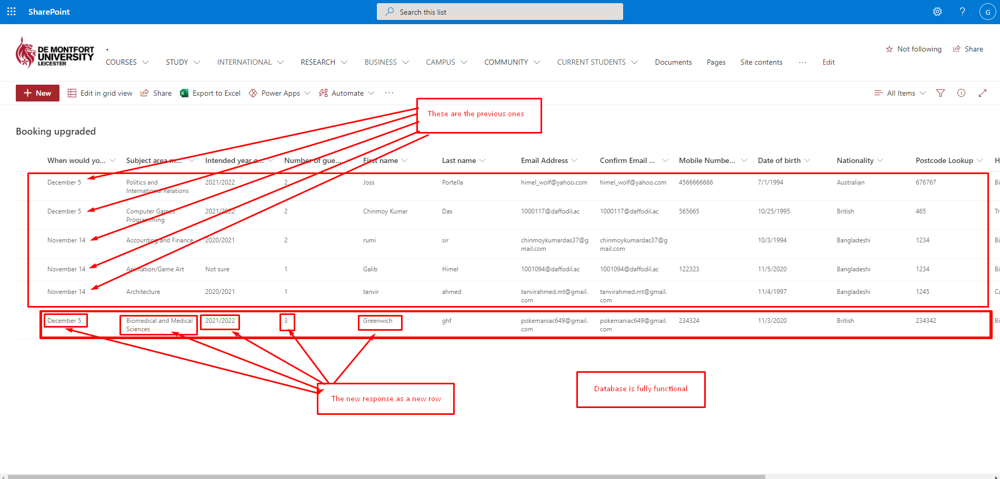 SharePoint
Search this list
?
G
DE MONTFORT
UNIVERSITY
LEICESTER
.
Not following
Share
COURSES STUDY INTERNATIONAL RESEARCH BUSINESS CAMPUS COMMUNITY CURRENT STUDENTS Documents Pages Site contents ... Edit
+ New Edit in grid view Share Export to Excel Power Apps Automate ... All Items
These are the previous ones
Booking upgraded
When would yo... Subject area m... Intended year o... Number of gue... First name Last name Email Address Confirm Email ... Mobile Numbe... Date of birth Nationality Postcode Lookup H
December 5 Politics and 2021/2022 2 Joss Portella himel_wolf@yahoo.com himel_wolf@yahoo.com 4566666666 7/1/1994 Australian 676767 Bi
International Relations
December 5 Computer Games 2021/2022 2 Chinmoy Kumar Das 1000117@daffodil.ac 1000117@daffodil.ac 565665 10/25/1995 British 465 Tr
Programming
November 14 Accounting and Finance 2020/2021 2 rumi sir chinmoykumardas37@g chinmoykumardas37@g 10/3/1994 Bangladeshi 1234 Bi
mail.com mail.com
November 14 Animation/Game Art Not sure 1 Galib Himel 1001094@daffodil.ac 1001094@daffodil.ac 122323 11/5/2020 Bangladeshi 1234 Bi
November 14 Architecture 2020/2021 1 tanvir ahmed tanvirahmed.mt@gmail. tanvirahmed.mt@gmail. 11/4/1997 Bangladeshi 1245 Ca
com com
December 5 Biomedical and Medical 2021/2022 3 Greenwich ghf pokemaniac649@gmail. pokemaniac649@gmail. 234324 11/3/2020 British 234342 Bi
Sciences com com
The new response as a new row
Database is fully functional